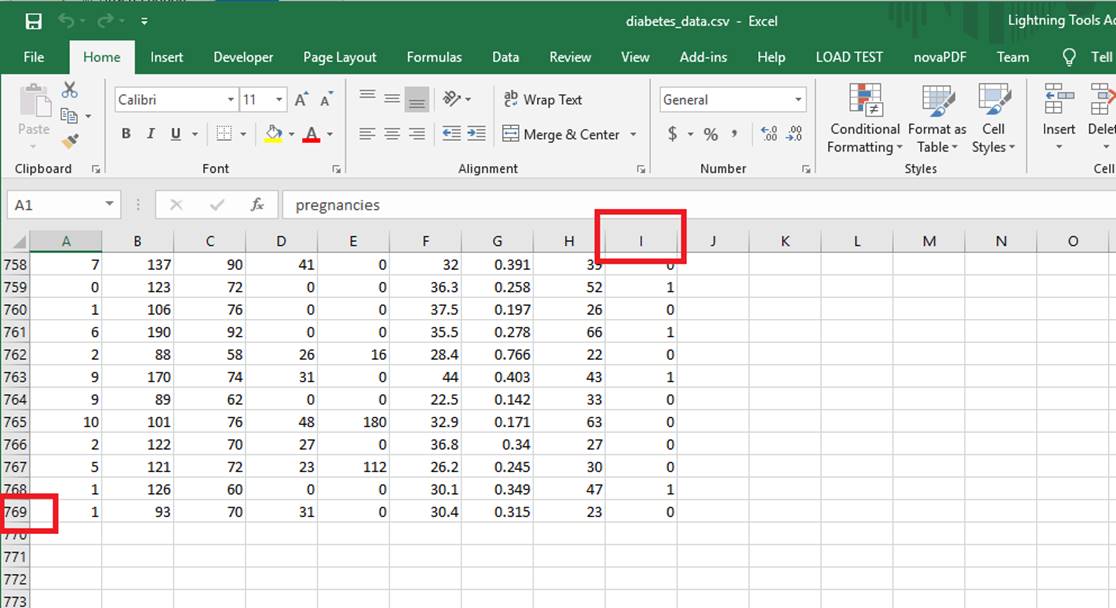 diabetes_data.csv - Excel
Lightning Tools Ad
File Home Insert Developer Page Layout Formulas Data Review View Add-ins Help LOAD TEST novaPDF Team Tell
Calibri 11 A A ab Wrap Text General
Paste B I U A Merge & Center $ % , .00 .0 Conditional Formatting Format as Table Cell Styles Insert Delet
Clipboard Font Alignment Number Styles Cell
A1 fx pregnancies
A B C D E F G H I J K L M N O
758 7 137 90 41 0 32 0.391 39 0
759 0 123 72 0 0 36.3 0.258 52 1
760 1 106 76 0 0 37.5 0.197 26 0
761 6 190 92 0 0 35.5 0.278 66 1
762 2 88 58 26 16 28.4 0.766 22 0
763 9 170 74 31 0 44 0.403 43 1
764 9 89 62 0 0 22.5 0.142 33 0
765 10 101 76 48 180 32.9 0.171 63 0
766 2 122 70 27 0 36.8 0.34 27 0
767 5 121 72 23 112 26.2 0.245 30 0
768 1 126 60 0 0 30.1 0.349 47 1
769 1 93 70 31 0 30.4 0.315 23 0
770
771
772
773